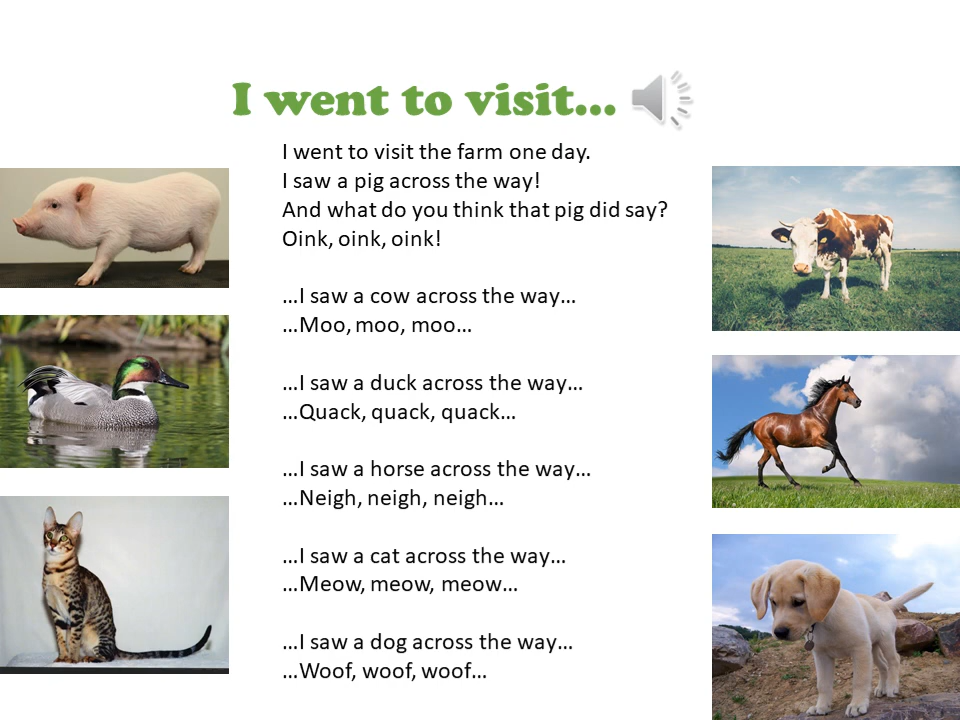 I went to visit...
I went to visit the farm one day.
I saw a pig across the way!
And what do you think that pig did say?
Oink, oink, oink!
…I saw a cow across the way…
…Moo, moo, moo…
…I saw a duck across the way…
…Quack, quack, quack…
…I saw a horse across the way…
…Neigh, neigh, neigh…
…I saw a cat across the way…
…Meow, meow, meow…
…I saw a dog across the way…
…Woof, woof, woof…